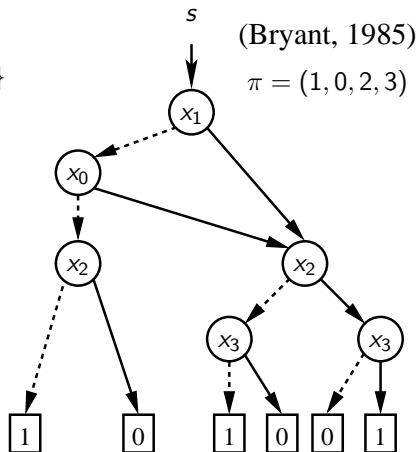 s
(Bryant, 1985)
}
π = (1, 0, 2, 3)
x₁
x₀
x₂ x₂
x₃ x₃
1 0 1 0 0 1